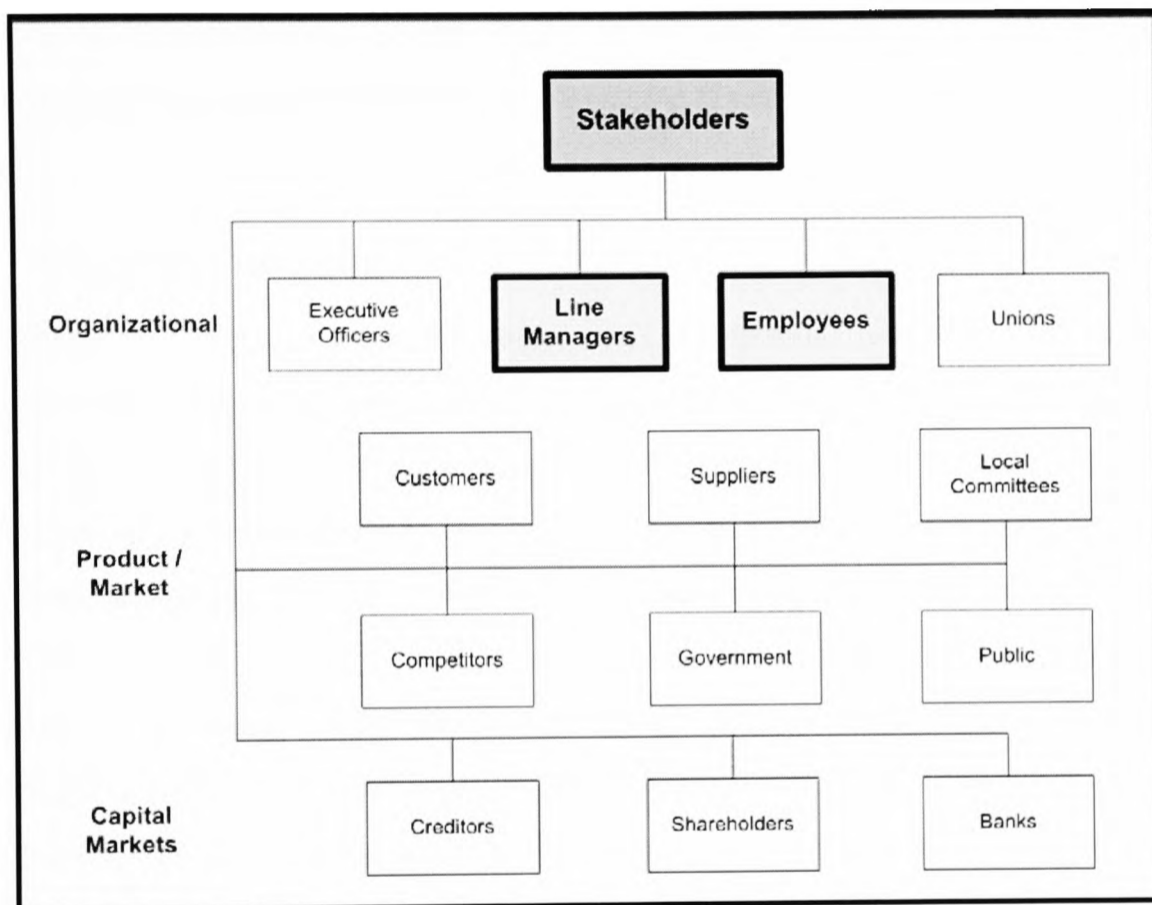 Stakeholders
Organizational
Executive
Officers
Line
Managers
Employees
Unions
Customers
Suppliers
Local
Committees
Product /
Market
Competitors
Government
Public
Capital
Markets
Creditors
Shareholders
Banks